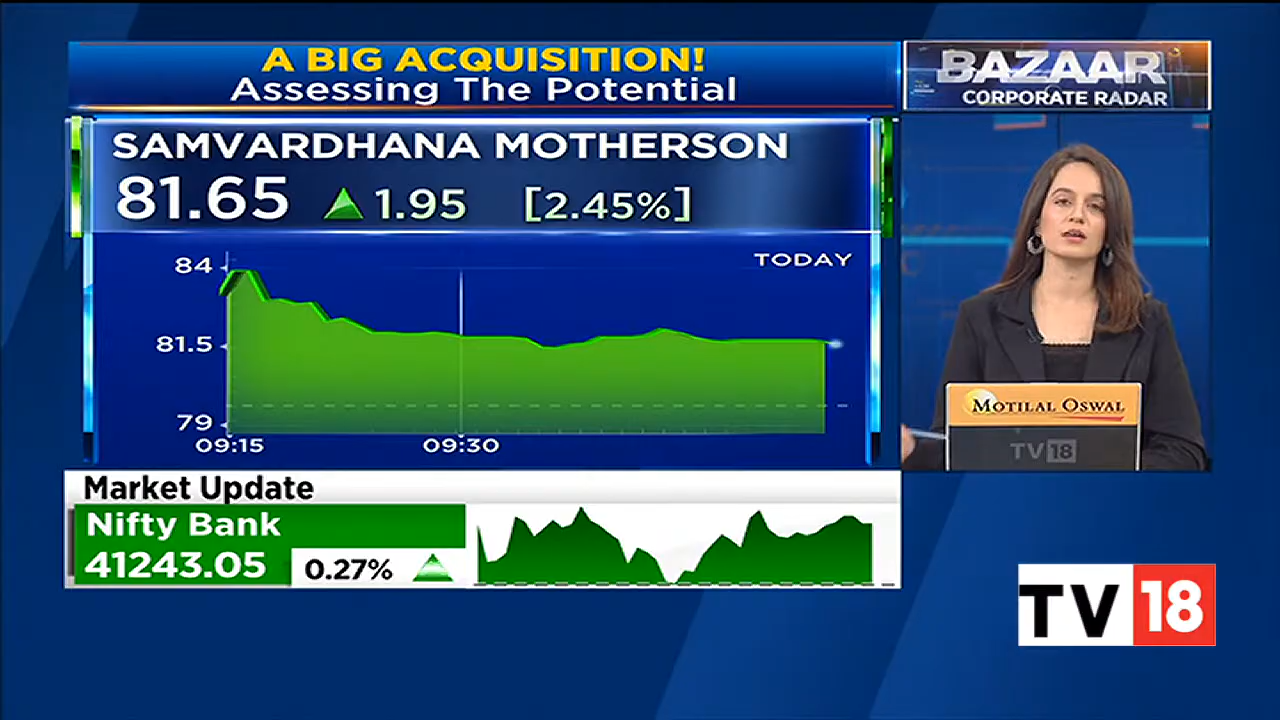 A BIG ACQUISITION!
Assessing The Potential
BAZAAR
CORPORATE RADAR
SAMVARDHANA MOTHERSON
81.65 ▲ 1.95 [2.45%]
TODAY
84
81.5
79
09:15 09:30
MOTILAL OSWAL
TV18
Market Update
Nifty Bank
41243.05 0.27%
TV18